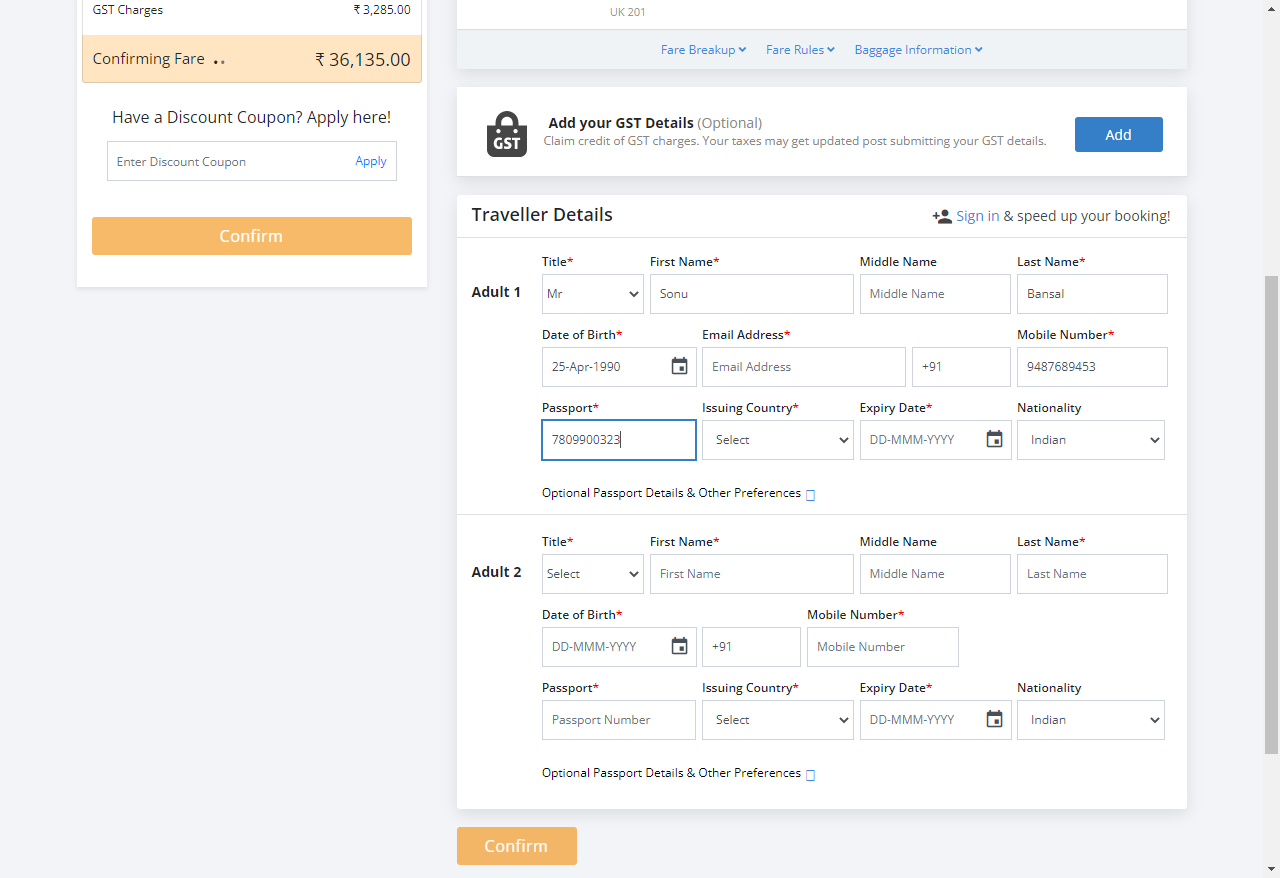 GST Charges ₹ 3,285.00
Confirming Fare ₹ 36,135.00
Have a Discount Coupon? Apply here!
Enter Discount Coupon Apply
Confirm
UK 201
Fare Breakup Fare Rules Baggage Information
GST
Add your GST Details (Optional)
Claim credit of GST charges. Your taxes may get updated post submitting your GST details.
Add
Traveller Details Sign in & speed up your booking!
Title* First Name* Middle Name Last Name*
Adult 1 Mr Sonu Middle Name Bansal
Date of Birth* Email Address* Mobile Number*
25-Apr-1990 Email Address +91 9487689453
Passport* Issuing Country* Expiry Date* Nationality
7809900323 Select DD-MMM-YYYY Indian
Optional Passport Details & Other Preferences
Title* First Name* Middle Name Last Name*
Adult 2 Select First Name Middle Name Last Name
Date of Birth* Mobile Number*
DD-MMM-YYYY +91 Mobile Number
Passport* Issuing Country* Expiry Date* Nationality
Passport Number Select DD-MMM-YYYY Indian
Optional Passport Details & Other Preferences
Confirm